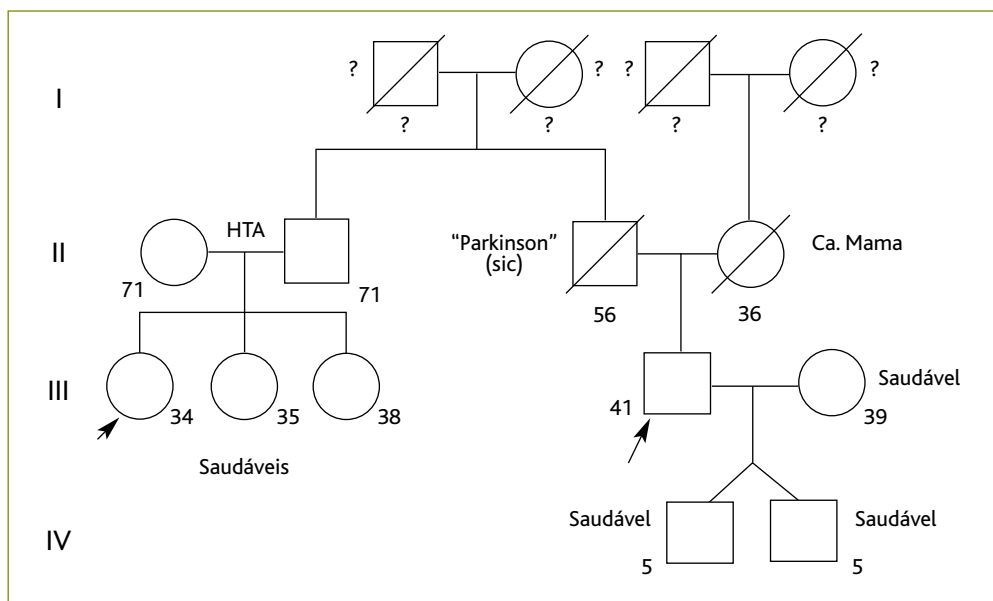 ? ? ? ?
I
? ? ? ?
HTA
II
"Parkinson"
(sic)
Ca. Mama
71
71
56
36
III
Saudável
34
35
38
41
39
Saudáveis
Saudável
Saudável
IV
5
5